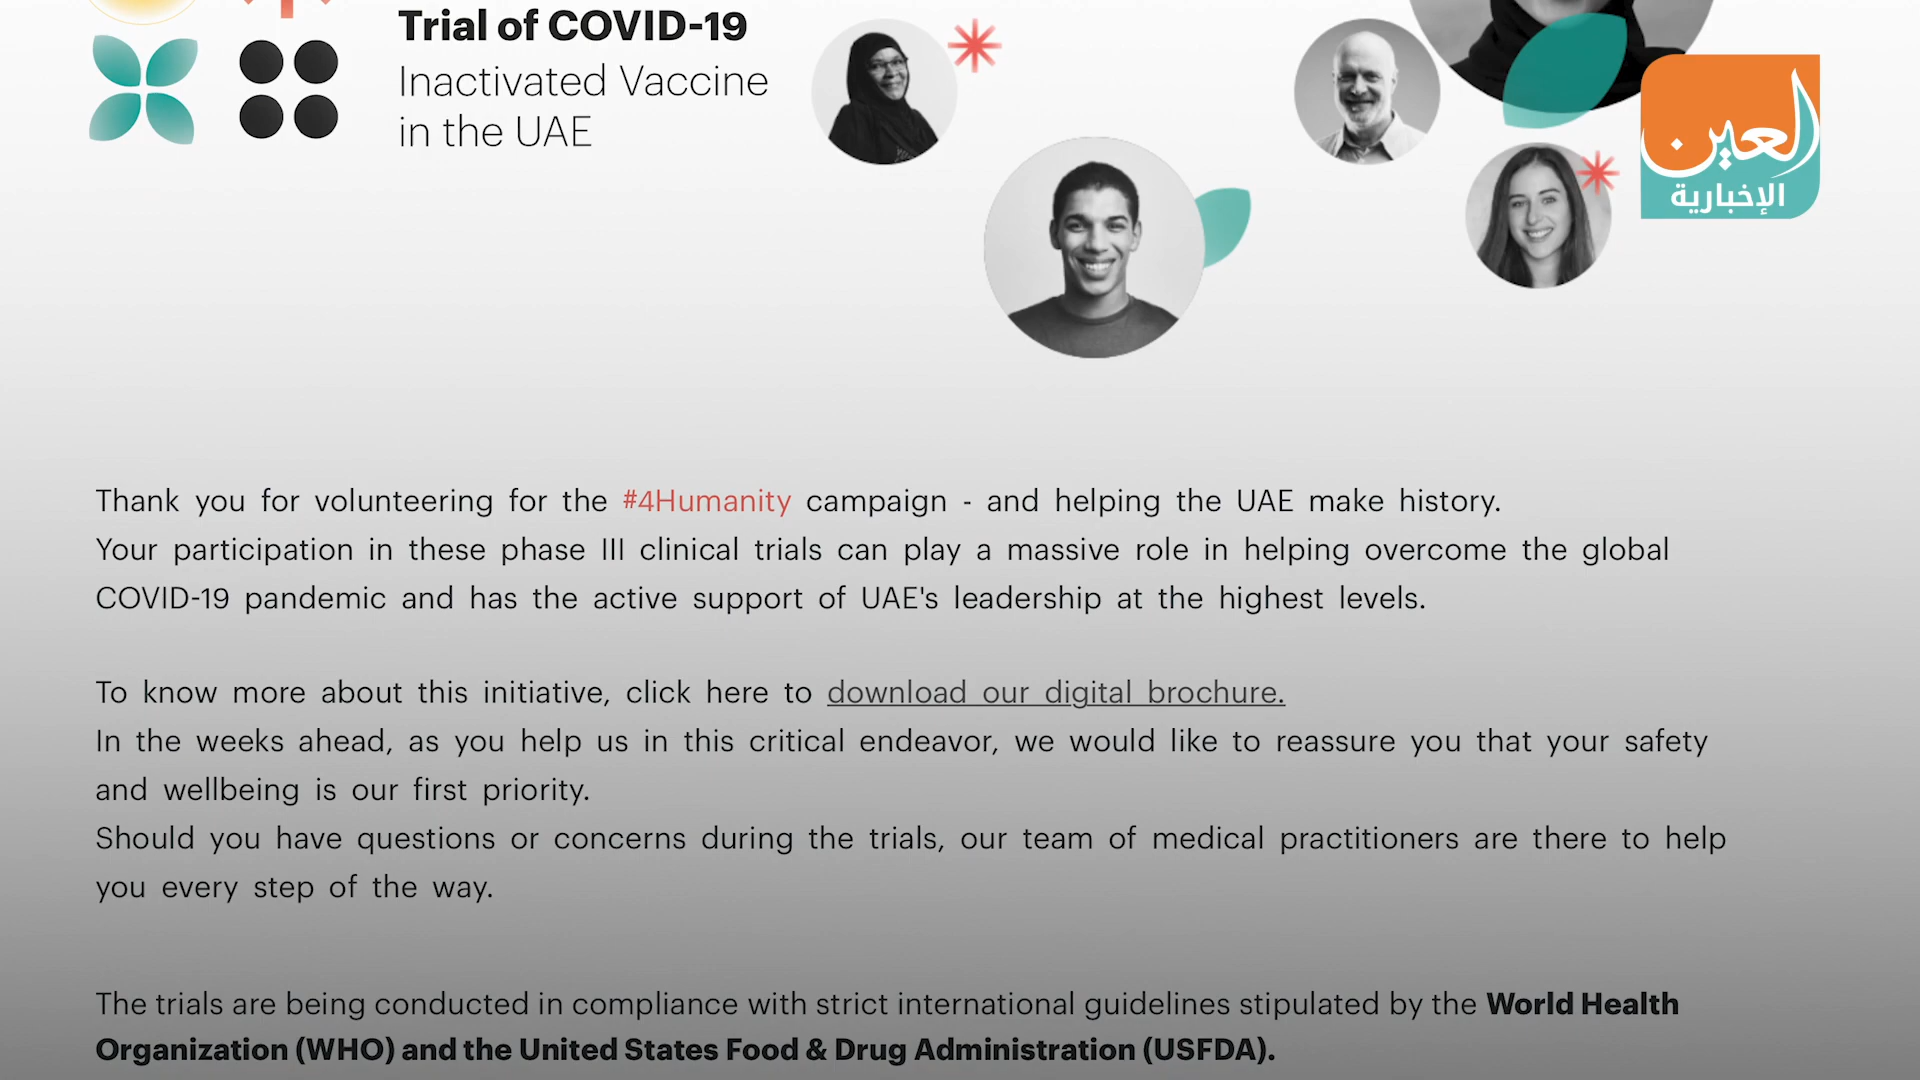 Trial of COVID-19
Inactivated Vaccine
in the UAE
العين
الإخبارية
Thank you for volunteering for the #4Humanity campaign - and helping the UAE make history.
Your participation in these phase III clinical trials can play a massive role in helping overcome the global
COVID-19 pandemic and has the active support of UAE's leadership at the highest levels.
To know more about this initiative, click here to download our digital brochure.
In the weeks ahead, as you help us in this critical endeavor, we would like to reassure you that your safety
and wellbeing is our first priority.
Should you have questions or concerns during the trials, our team of medical practitioners are there to help
you every step of the way.
The trials are being conducted in compliance with strict international guidelines stipulated by the World Health
Organization (WHO) and the United States Food & Drug Administration (USFDA).